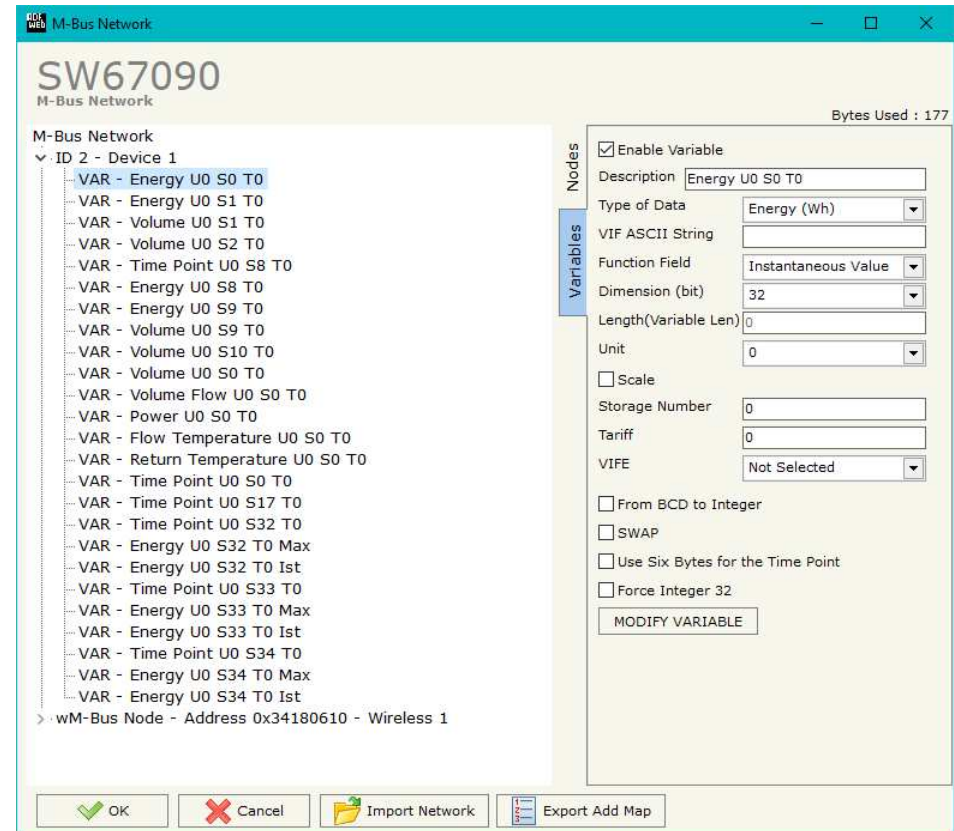 ADF
WEB
M-Bus Network
SW67090
M-Bus Network
Bytes Used : 177
M-Bus Network
ID 2 - Device 1
VAR - Energy U0 S0 T0
VAR - Energy U0 S1 T0
VAR - Volume U0 S1 T0
VAR - Volume U0 S2 T0
VAR - Time Point U0 S8 T0
VAR - Energy U0 S8 T0
VAR - Energy U0 S9 T0
VAR - Volume U0 S9 T0
VAR - Volume U0 S10 T0
VAR - Volume U0 S0 T0
VAR - Volume Flow U0 S0 T0
VAR - Power U0 S0 T0
VAR - Flow Temperature U0 S0 T0
VAR - Return Temperature U0 S0 T0
VAR - Time Point U0 S0 T0
VAR - Time Point U0 S17 T0
VAR - Time Point U0 S32 T0
VAR - Energy U0 S32 T0 Max
VAR - Energy U0 S32 T0 Ist
VAR - Time Point U0 S33 T0
VAR - Energy U0 S33 T0 Max
VAR - Energy U0 S33 T0 Ist
VAR - Time Point U0 S34 T0
VAR - Energy U0 S34 T0 Max
VAR - Energy U0 S34 T0 Ist
wM-Bus Node - Address 0x34180610 - Wireless 1
Nodes
Variables
Enable Variable
Description Energy U0 S0 T0
Type of Data Energy (Wh)
VIF ASCII String
Function Field Instantaneous Value
Dimension (bit) 32
Length(Variable Len) 0
Unit 0
Scale
Storage Number 0
Tariff 0
VIFE Not Selected
From BCD to Integer
SWAP
Use Six Bytes for the Time Point
Force Integer 32
MODIFY VARIABLE
OK
Cancel
Import Network
Export Add Map